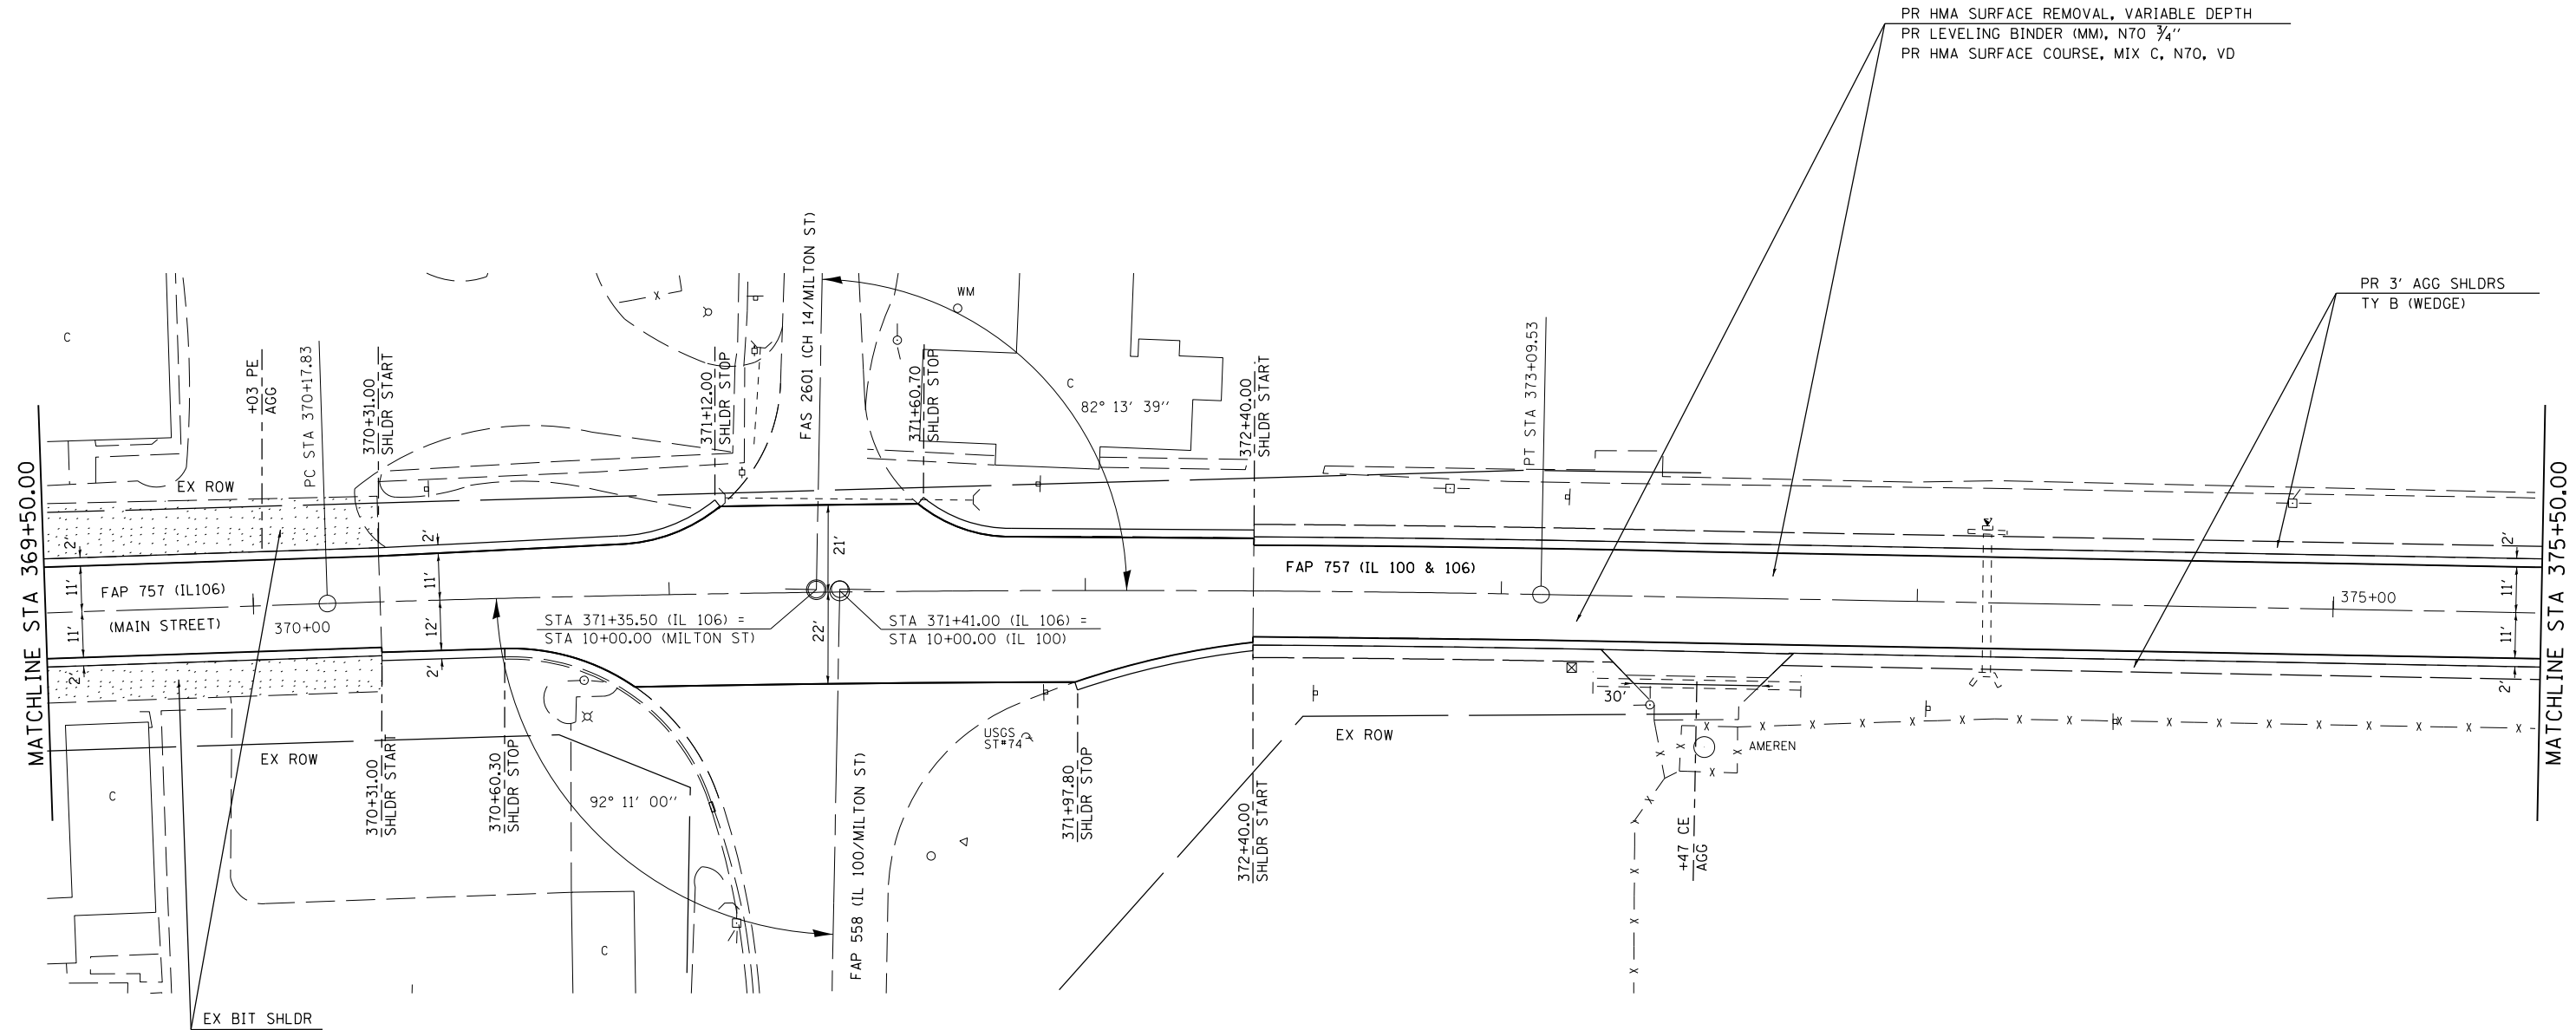 PR HMA SURFACE REMOVAL, VARIABLE DEPTH
PR LEVELING BINDER (MM), N70 ¾''
PR HMA SURFACE COURSE, MIX C, N70, VD
PR 3' AGG SHLDRS
TY B (WEDGE)
MATCHLINE STA 369+50.00
C
+03 PE
AGG
PC STA 370+17.83
370+31.00
SHLDR START
X
371+12.00
SHLDR STOP
FAS 2601 (CH 14/MILTON ST)
WM
371+60.70
SHLDR STOP
C
82° 13' 39''
372+40.00
SHLDR START
PT STA 373+09.53
EX ROW
2'
11'
11'
2'
FAP 757 (IL106)
(MAIN STREET)
370+00
2'
11'
12'
2'
STA 371+35.50 (IL 106) =
STA 10+00.00 (MILTON ST)
21'
22'
STA 371+41.00 (IL 106) =
STA 10+00.00 (IL 100)
FAP 757 (IL 100 & 106)
375+00
2'
11'
11'
2'
MATCHLINE STA 375+50.00
EX ROW
C
370+31.00
SHLDR START
370+60.30
SHLDR STOP
92° 11' 00''
C
FAP 558 (IL 100/MILTON ST)
USGS
ST#74
371+97.80
SHLDR STOP
372+40.00
SHLDR START
EX ROW
30'
AMEREN
+47 CE
AGG
X X X X X X X X X X X X
X X X X
X
X
X
X
EX BIT SHLDR